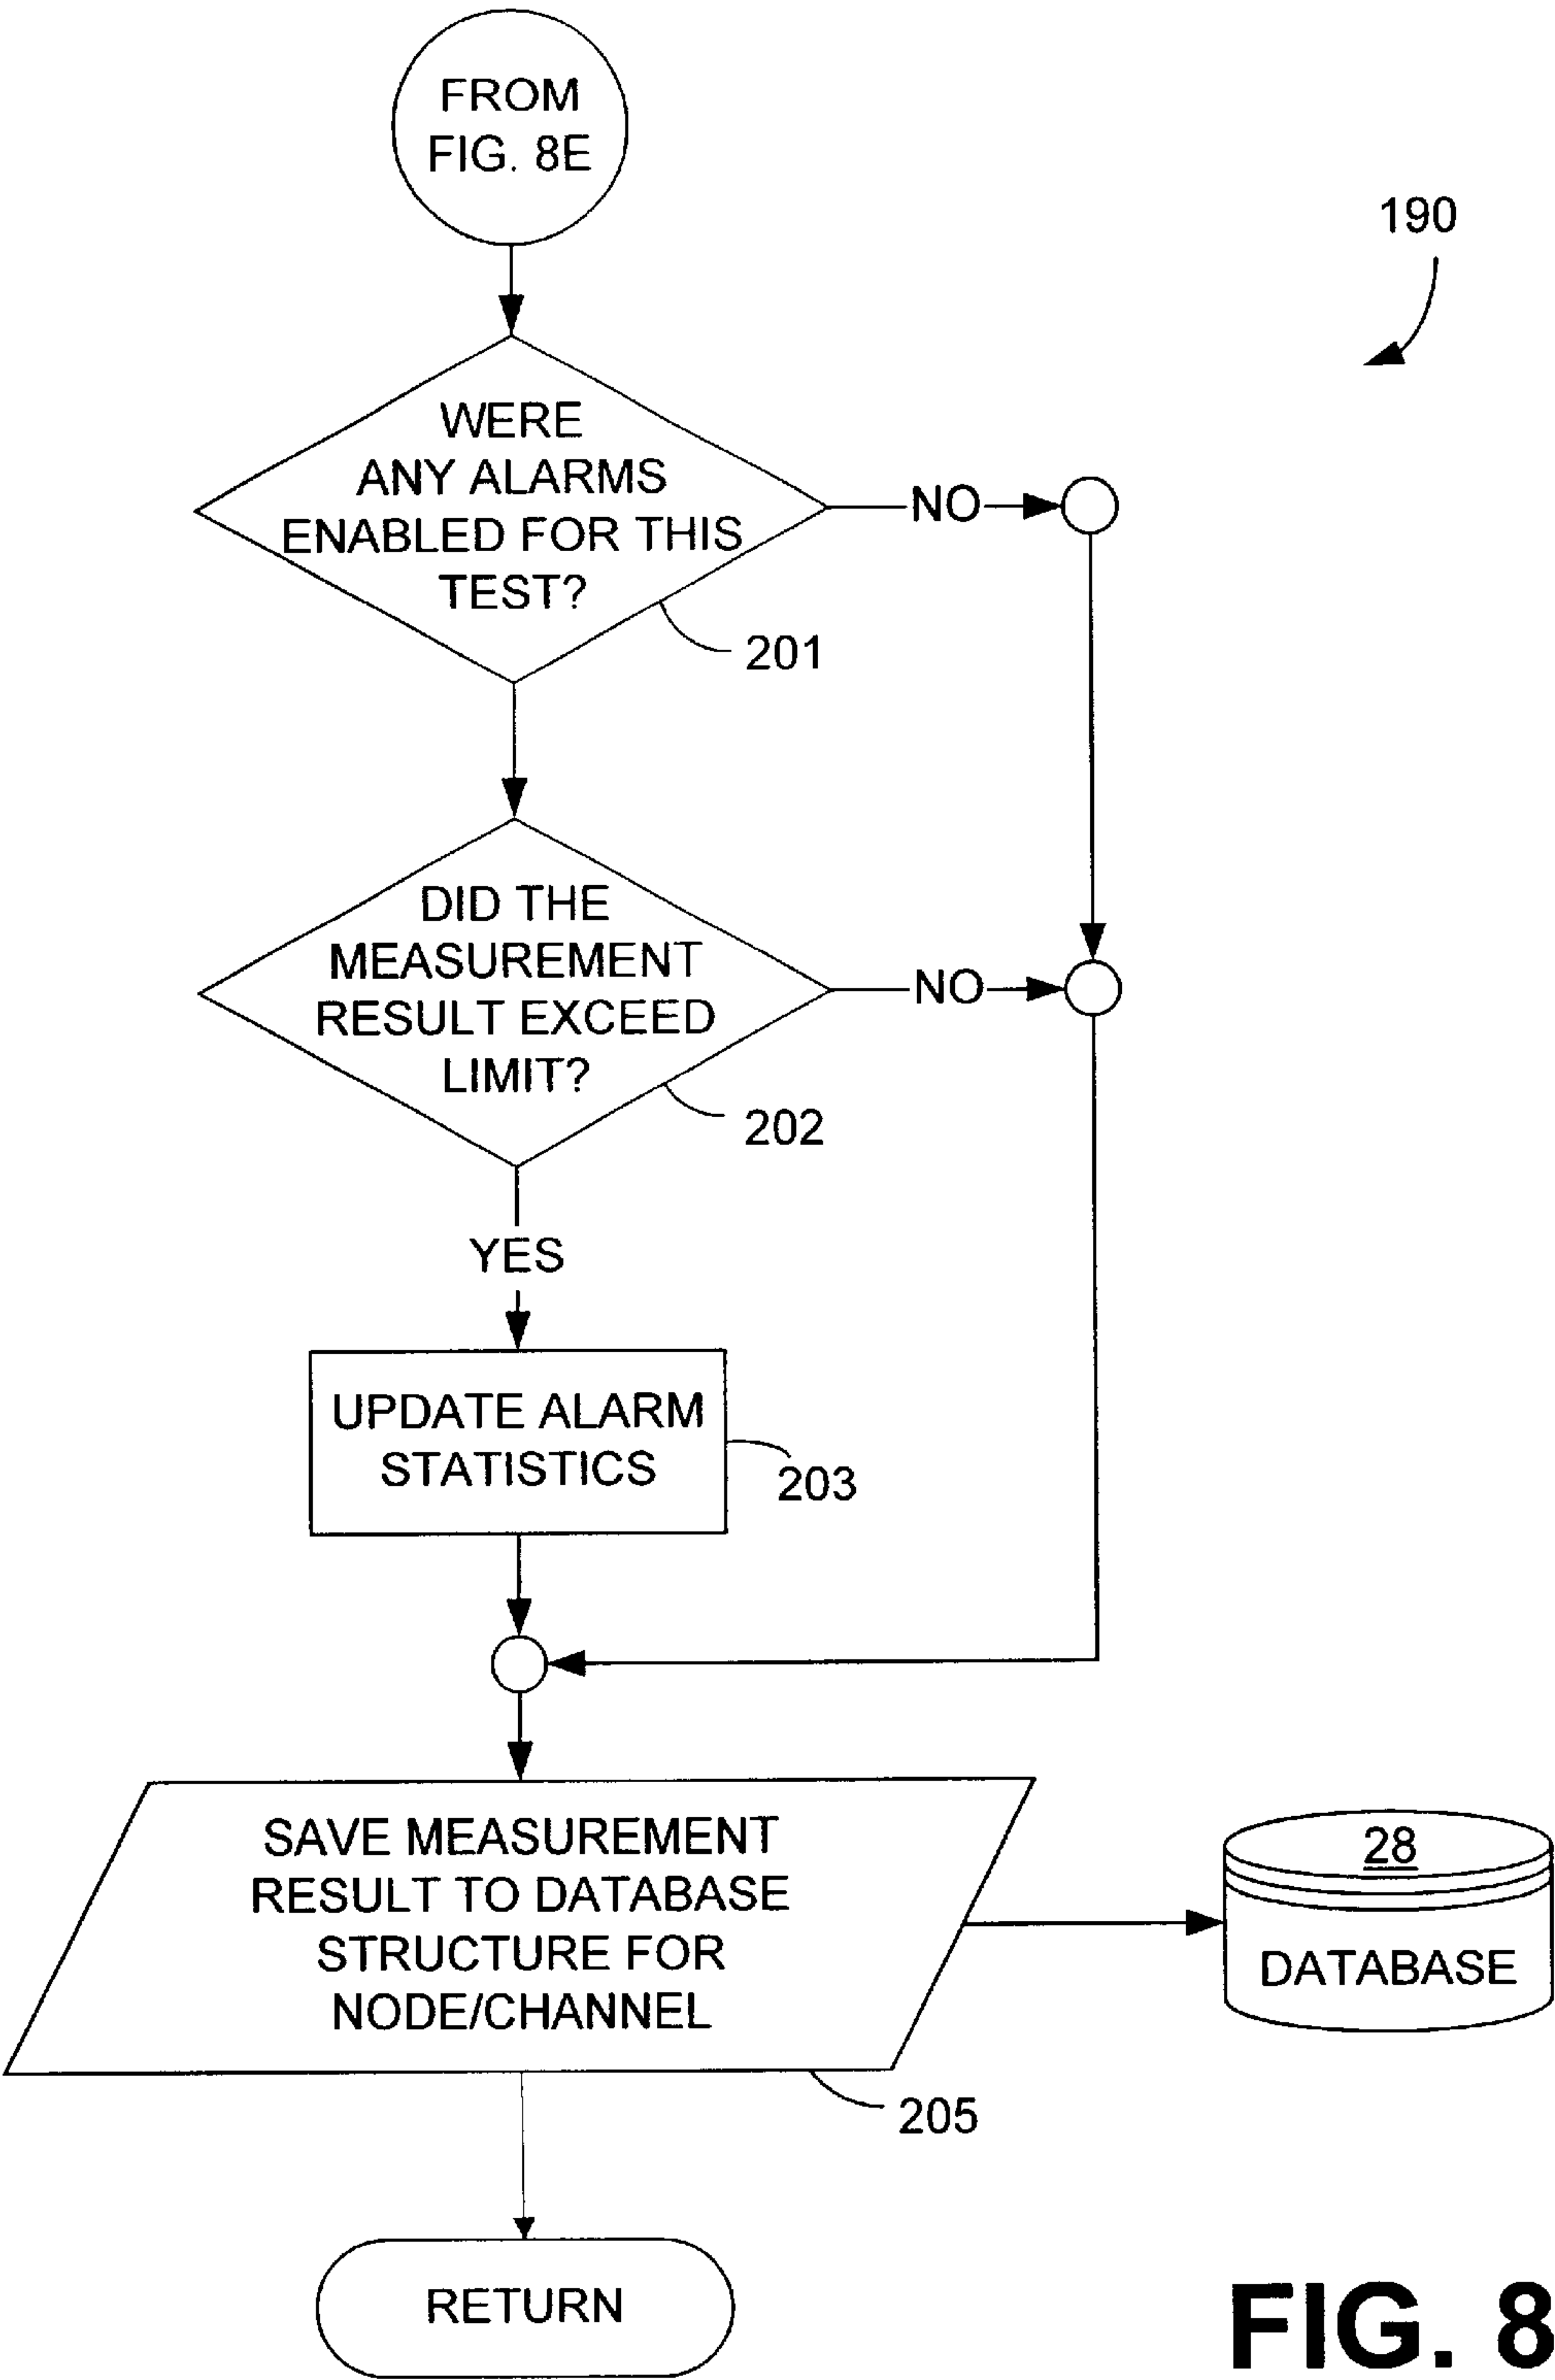 FROM
FIG. 8E
190
WERE
ANY ALARMS
ENABLED FOR THIS
TEST?
NO
201
DID THE
MEASUREMENT
RESULT EXCEED
LIMIT?
NO
202
YES
UPDATE ALARM
STATISTICS
203
SAVE MEASUREMENT
RESULT TO DATABASE
STRUCTURE FOR
NODE/CHANNEL
28
DATABASE
205
RETURN
FIG. 8